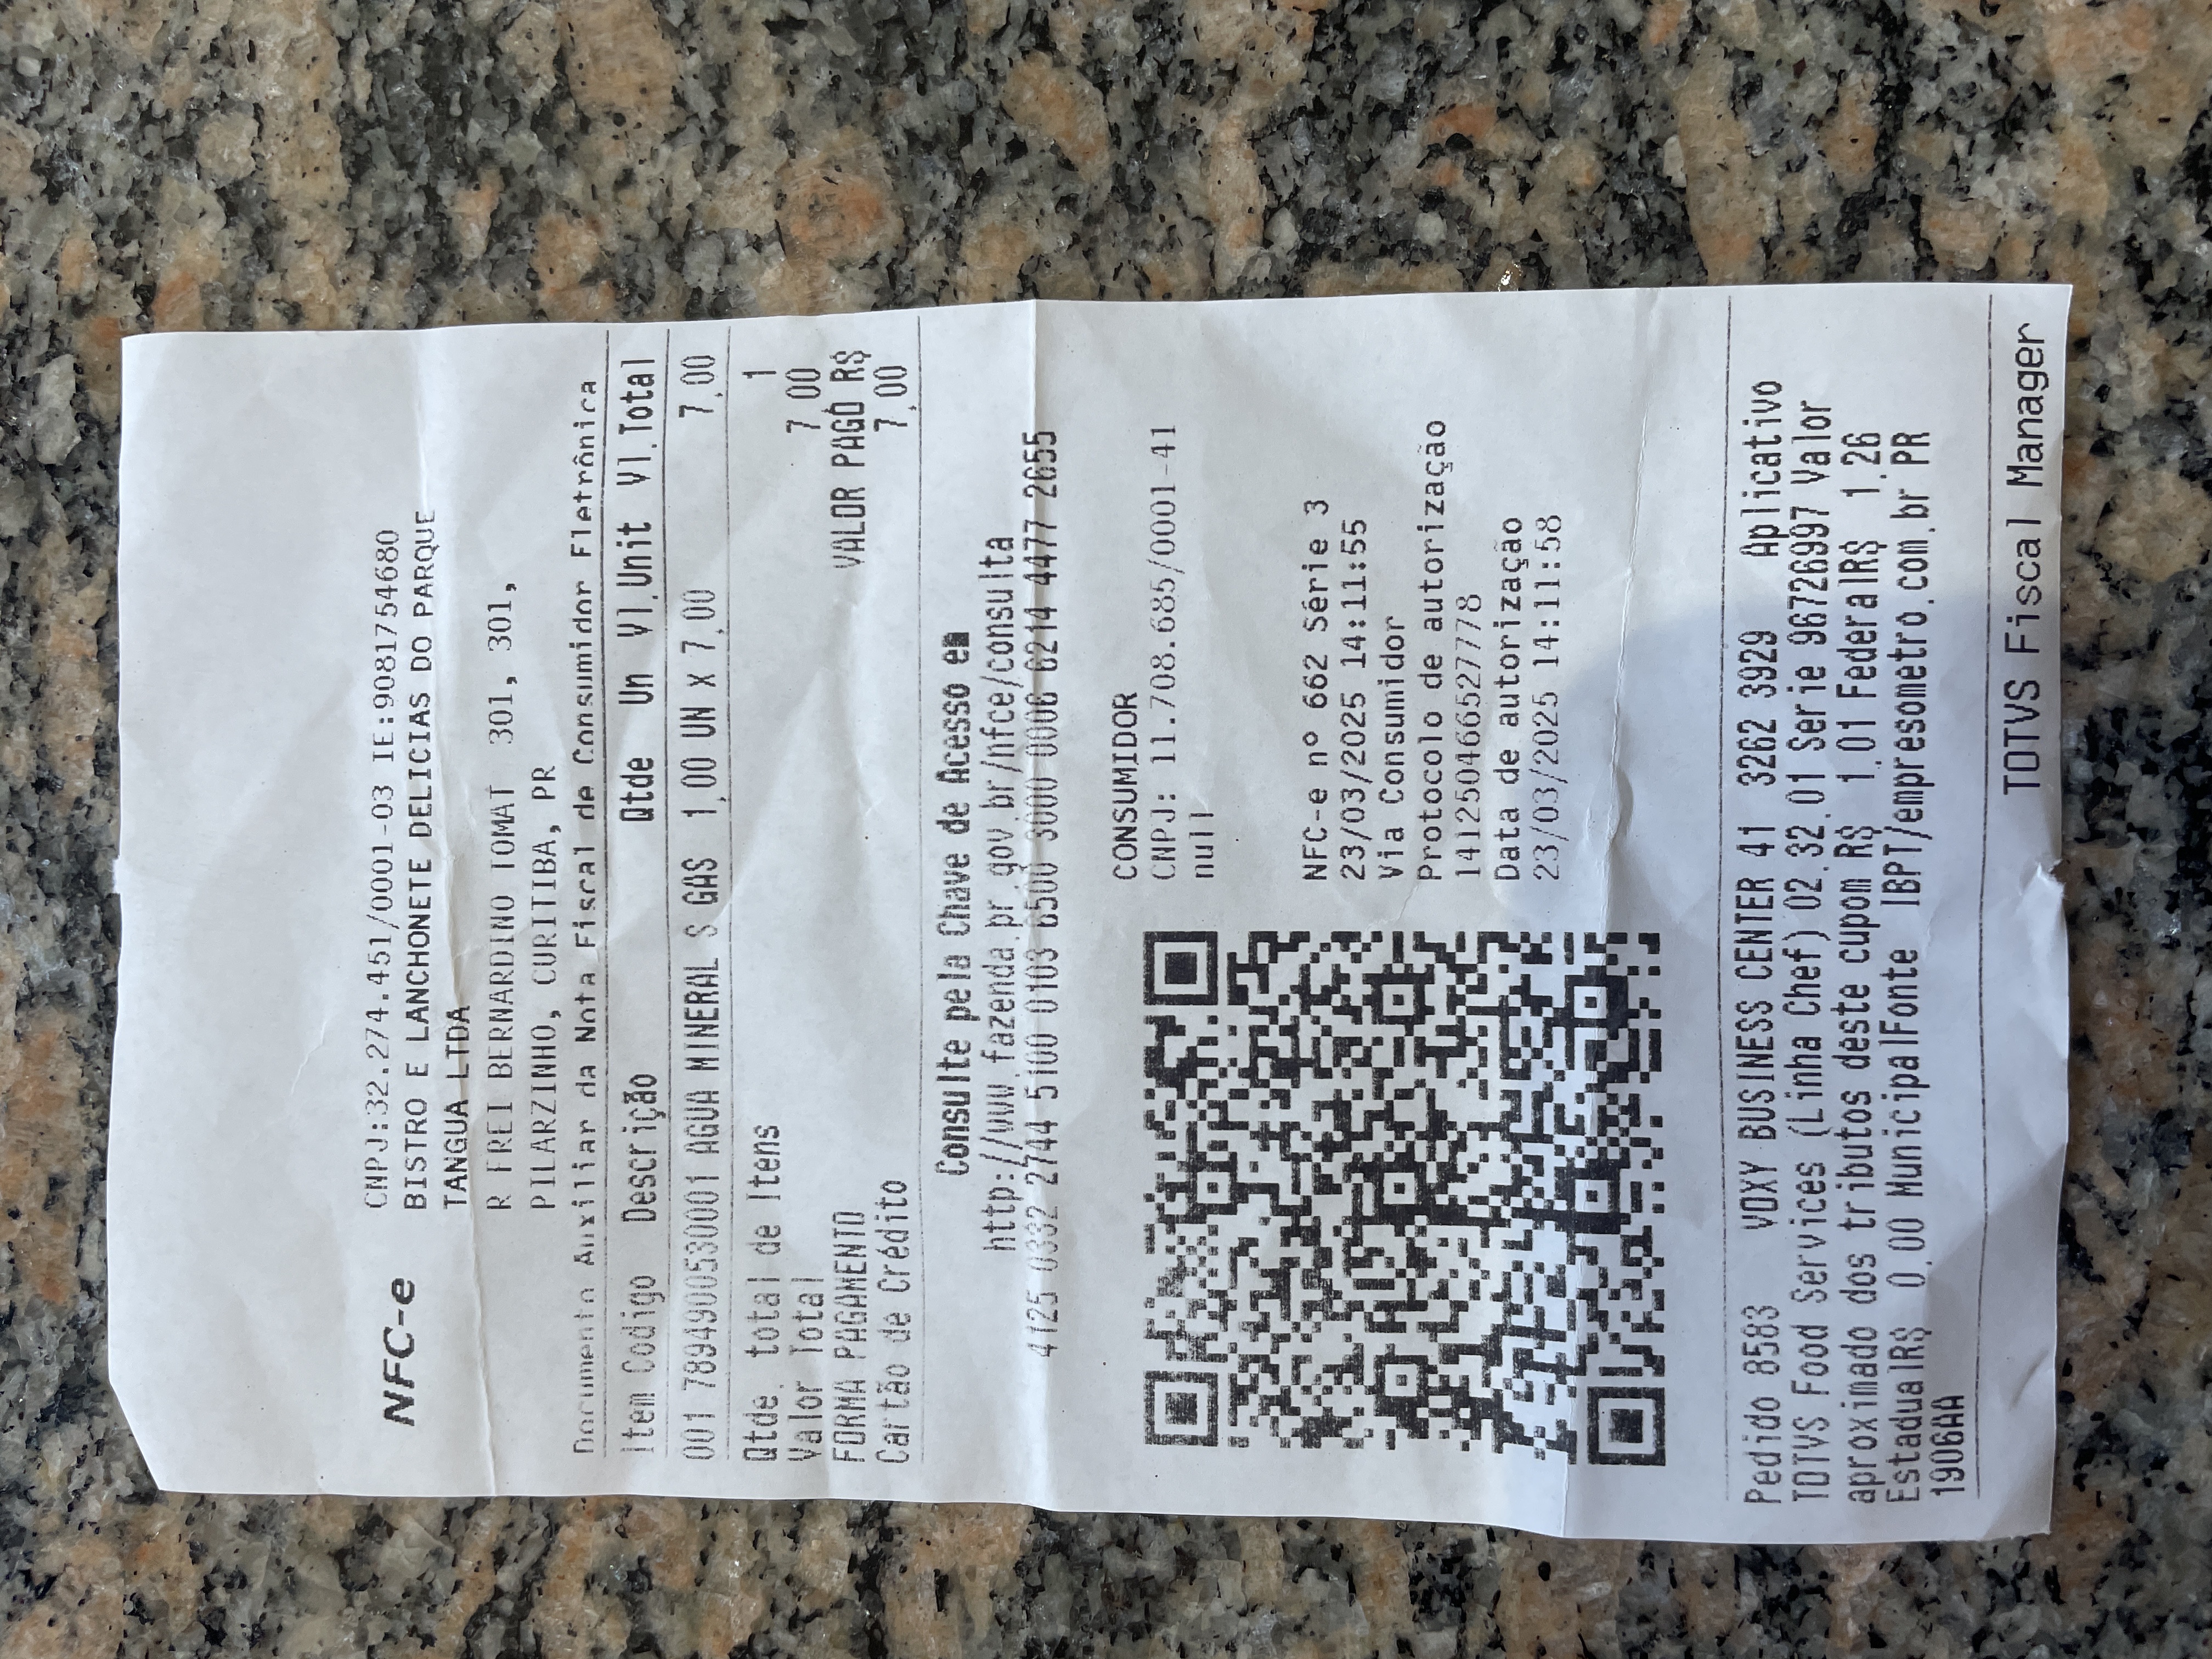 NFC-e
CNPJ:32.274.451/0001-03 IE:9081754680
BISTRO E LANCHONETE DELICIAS DO PARQUE
TANGUA LTDA
R FREI BERNARDINO TOMAT 301, 301,
PILARZINHO, CURITIBA, PR
Documento Auxiliar da Nota Fiscal de Consumidor Eletrônica
Item Codigo Descrição Qtde Un Vl.Unit Vl.Total
001 7894900530001 AGUA MINERAL S GAS 1,00 UN x 7,00 7,00
Qtde. total de Itens 1
Valor Total 7,00
FORMA PAGAMENTO VALOR PAGO R$
Cartão de Crédito 7,00
Consulte pela Chave de Acesso em
http://www.fazenda.pr.gov.br/nfce/consulta
4125 0332 2744 5100 0103 6500 3000 0006 6214 4477 2655
CONSUMIDOR
CNPJ: 11.708.685/0001-41
null
NFC-e nº 662 Série 3
23/03/2025 14:11:55
Via Consumidor
Protocolo de autorização
141250466527778
Data de autorização
23/03/2025 14:11:58
Pedido 8583 VOXY BUSINESS CENTER 41 3262 3929 Aplicativo
TOTVS Food Services (Linha Chef) 02.32.01 Serie 96726997 Valor
aproximado dos tributos deste cupom R$ 1,01 FederalR$ 1,26
EstadualR$ 0,00 MunicipalFonte IBPT/empresometro.com.br PR
1906AA
TOTVS Fiscal Manager